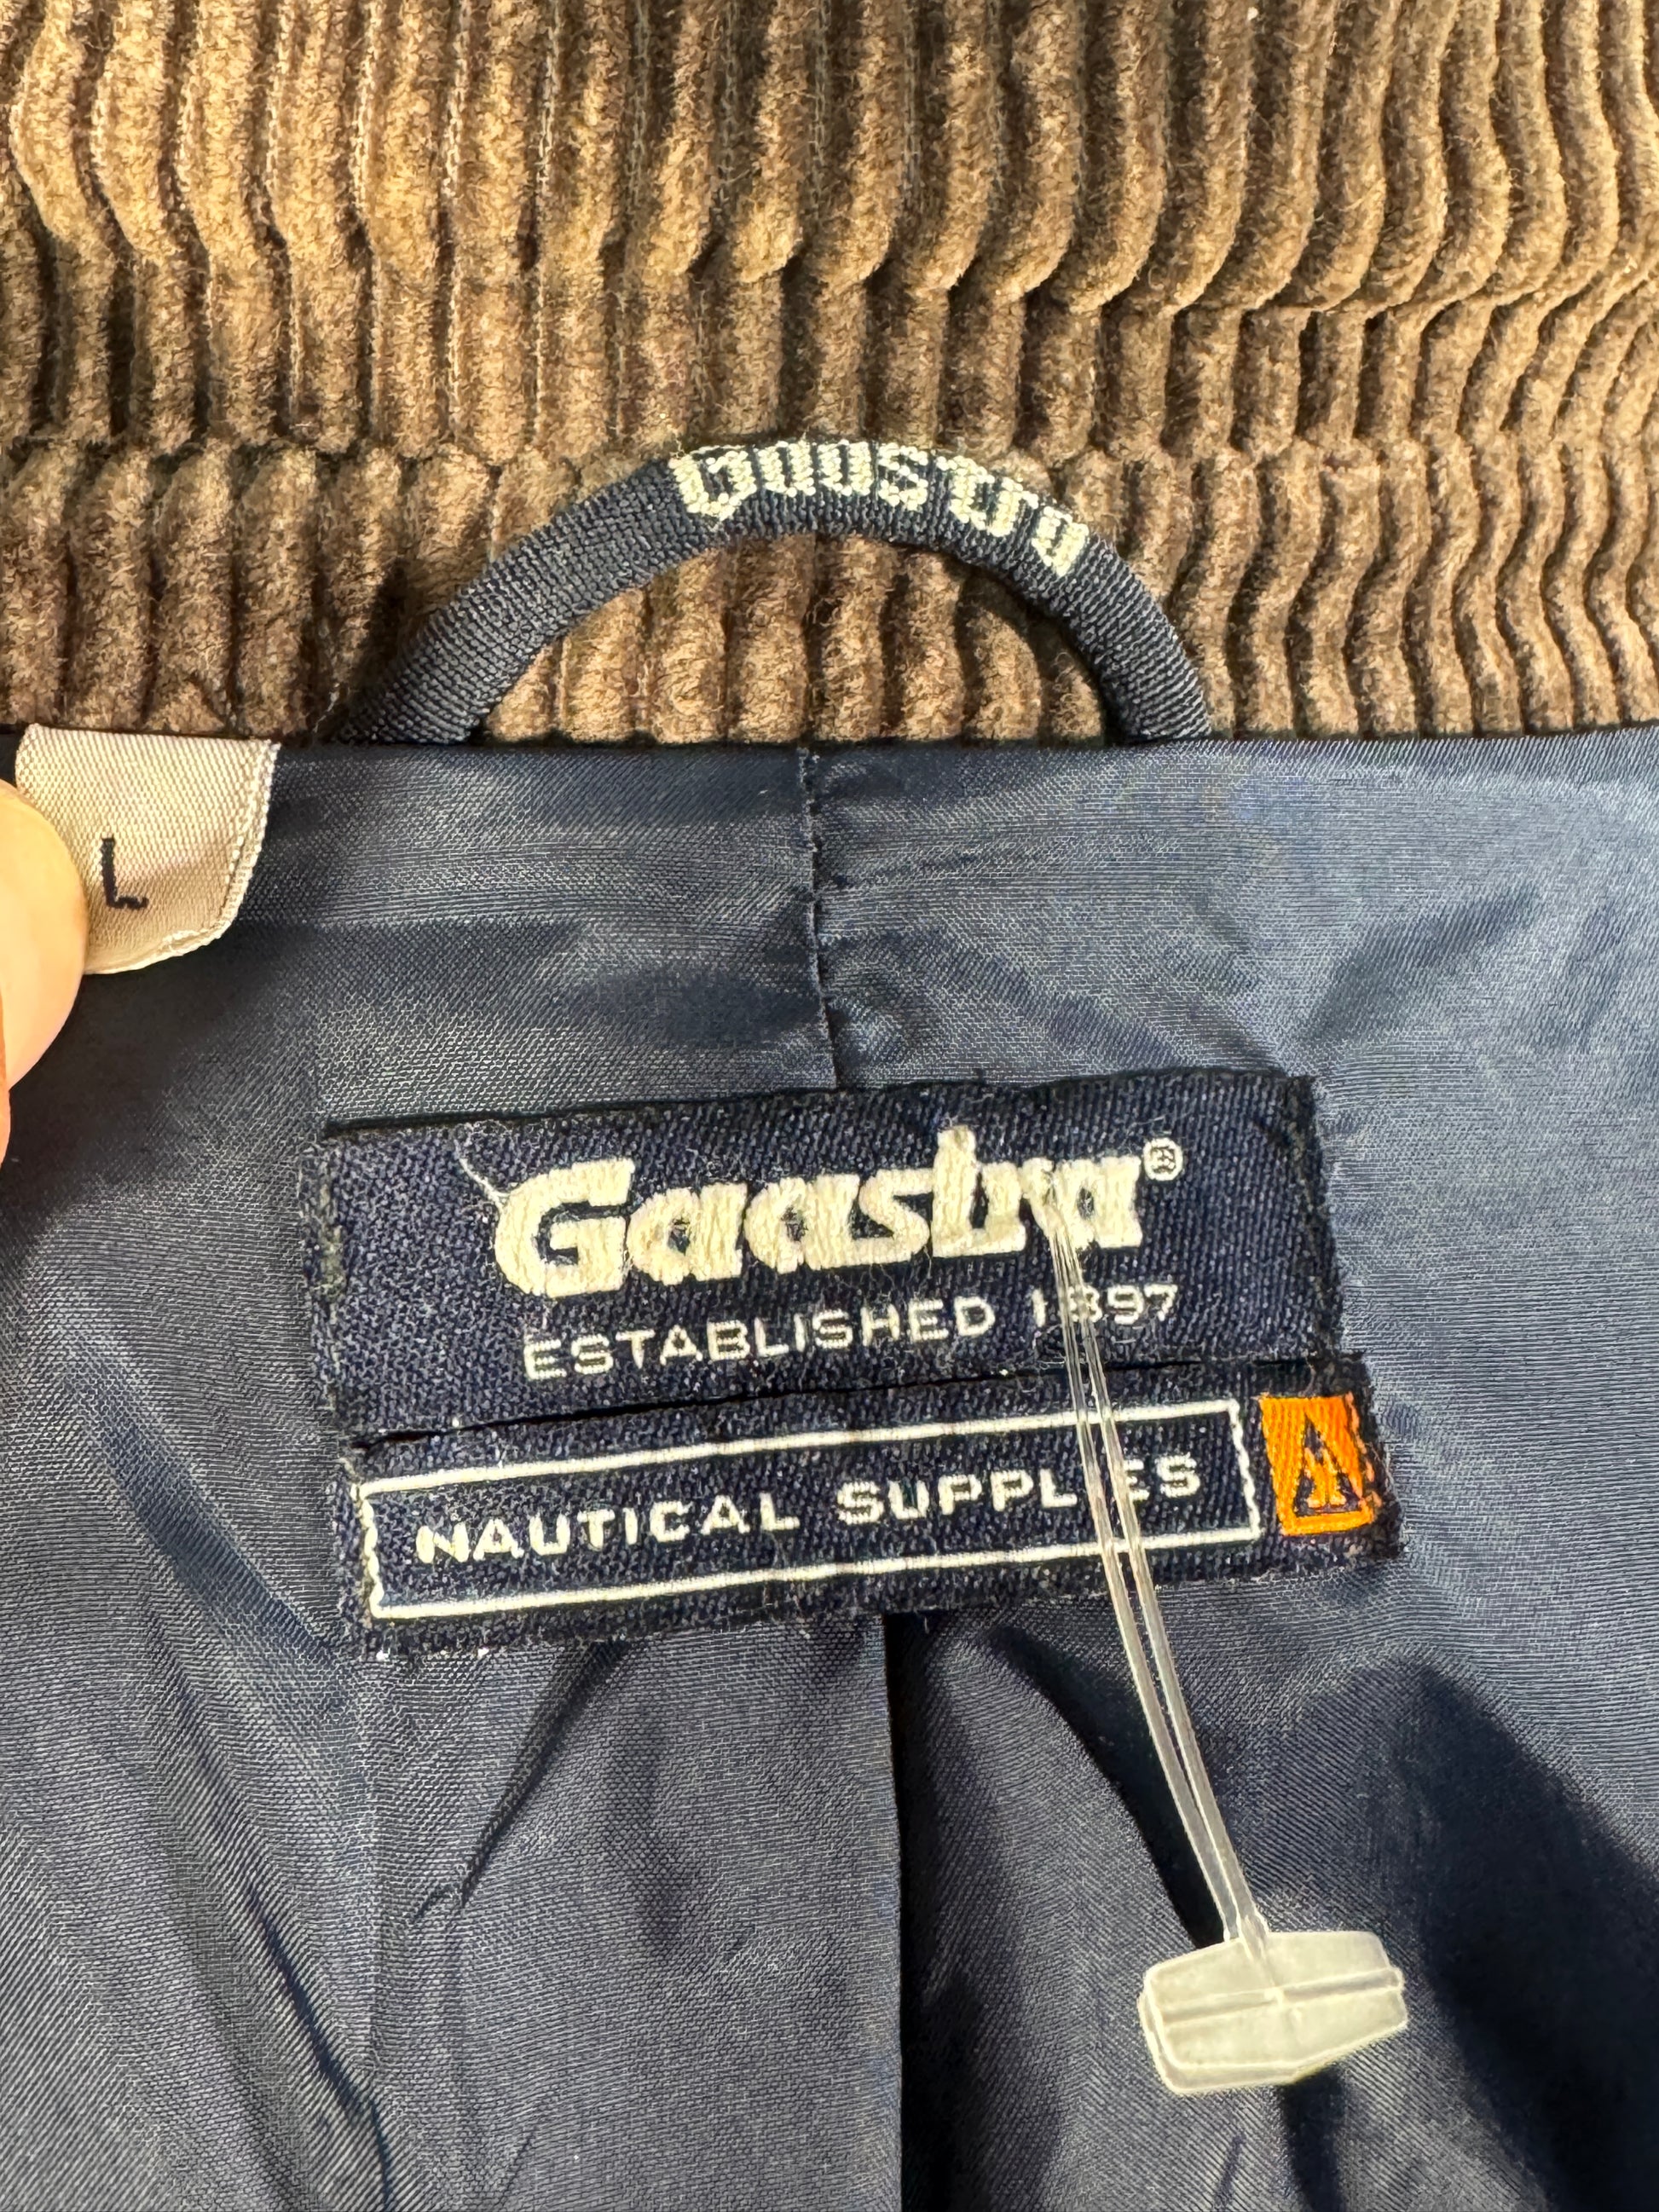 Gaastra
L
Gaastra®
ESTABLISHED 1897
NAUTICAL SUPPLIES